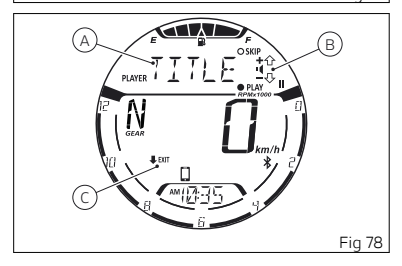 A
B
E
F
SKIP
PLAYER TITLE
+
-
PLAY
RPMx1000
12
0
N
GEAR
0
km/h
10
2
C
EXIT
AM 10:35
8
4
6
Fig 78